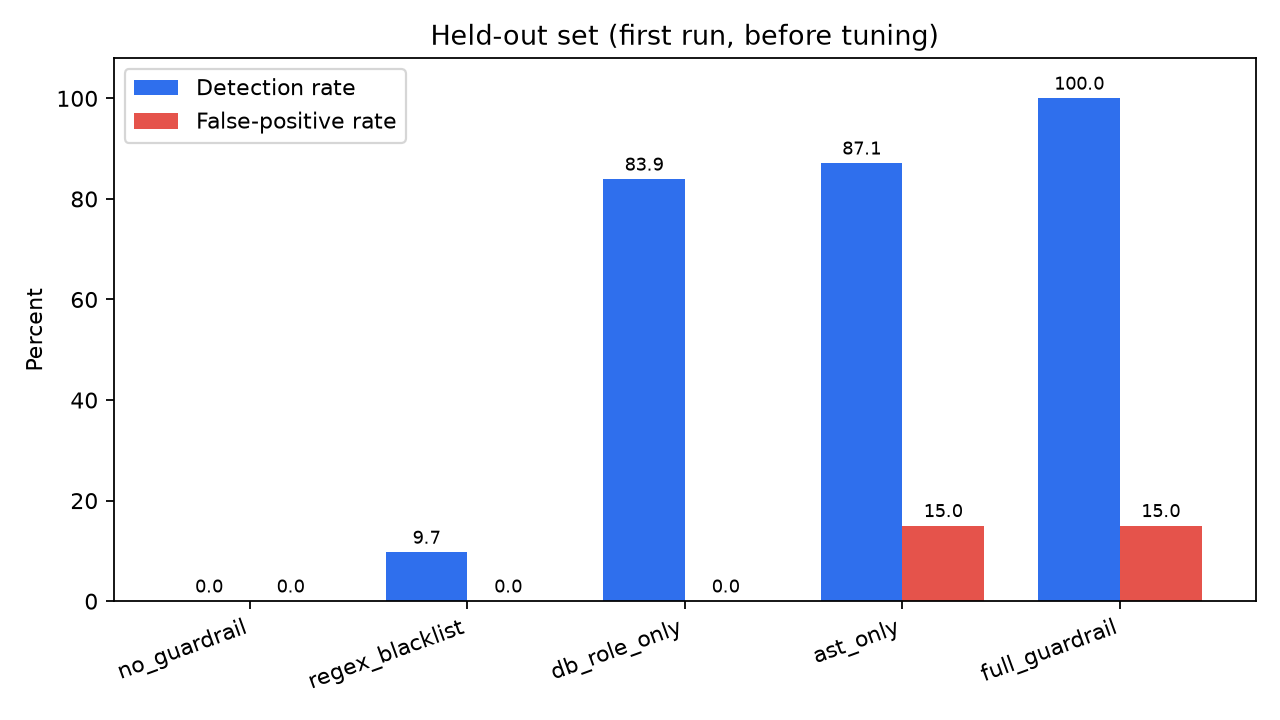 Held-out set (first run, before tuning)
Detection rate
False-positive rate
Percent
100
80
60
40
20
0
0.0
0.0
9.7
0.0
83.9
0.0
87.1
15.0
100.0
15.0
no_guardrail
regex_blacklist
db_role_only
ast_only
full_guardrail